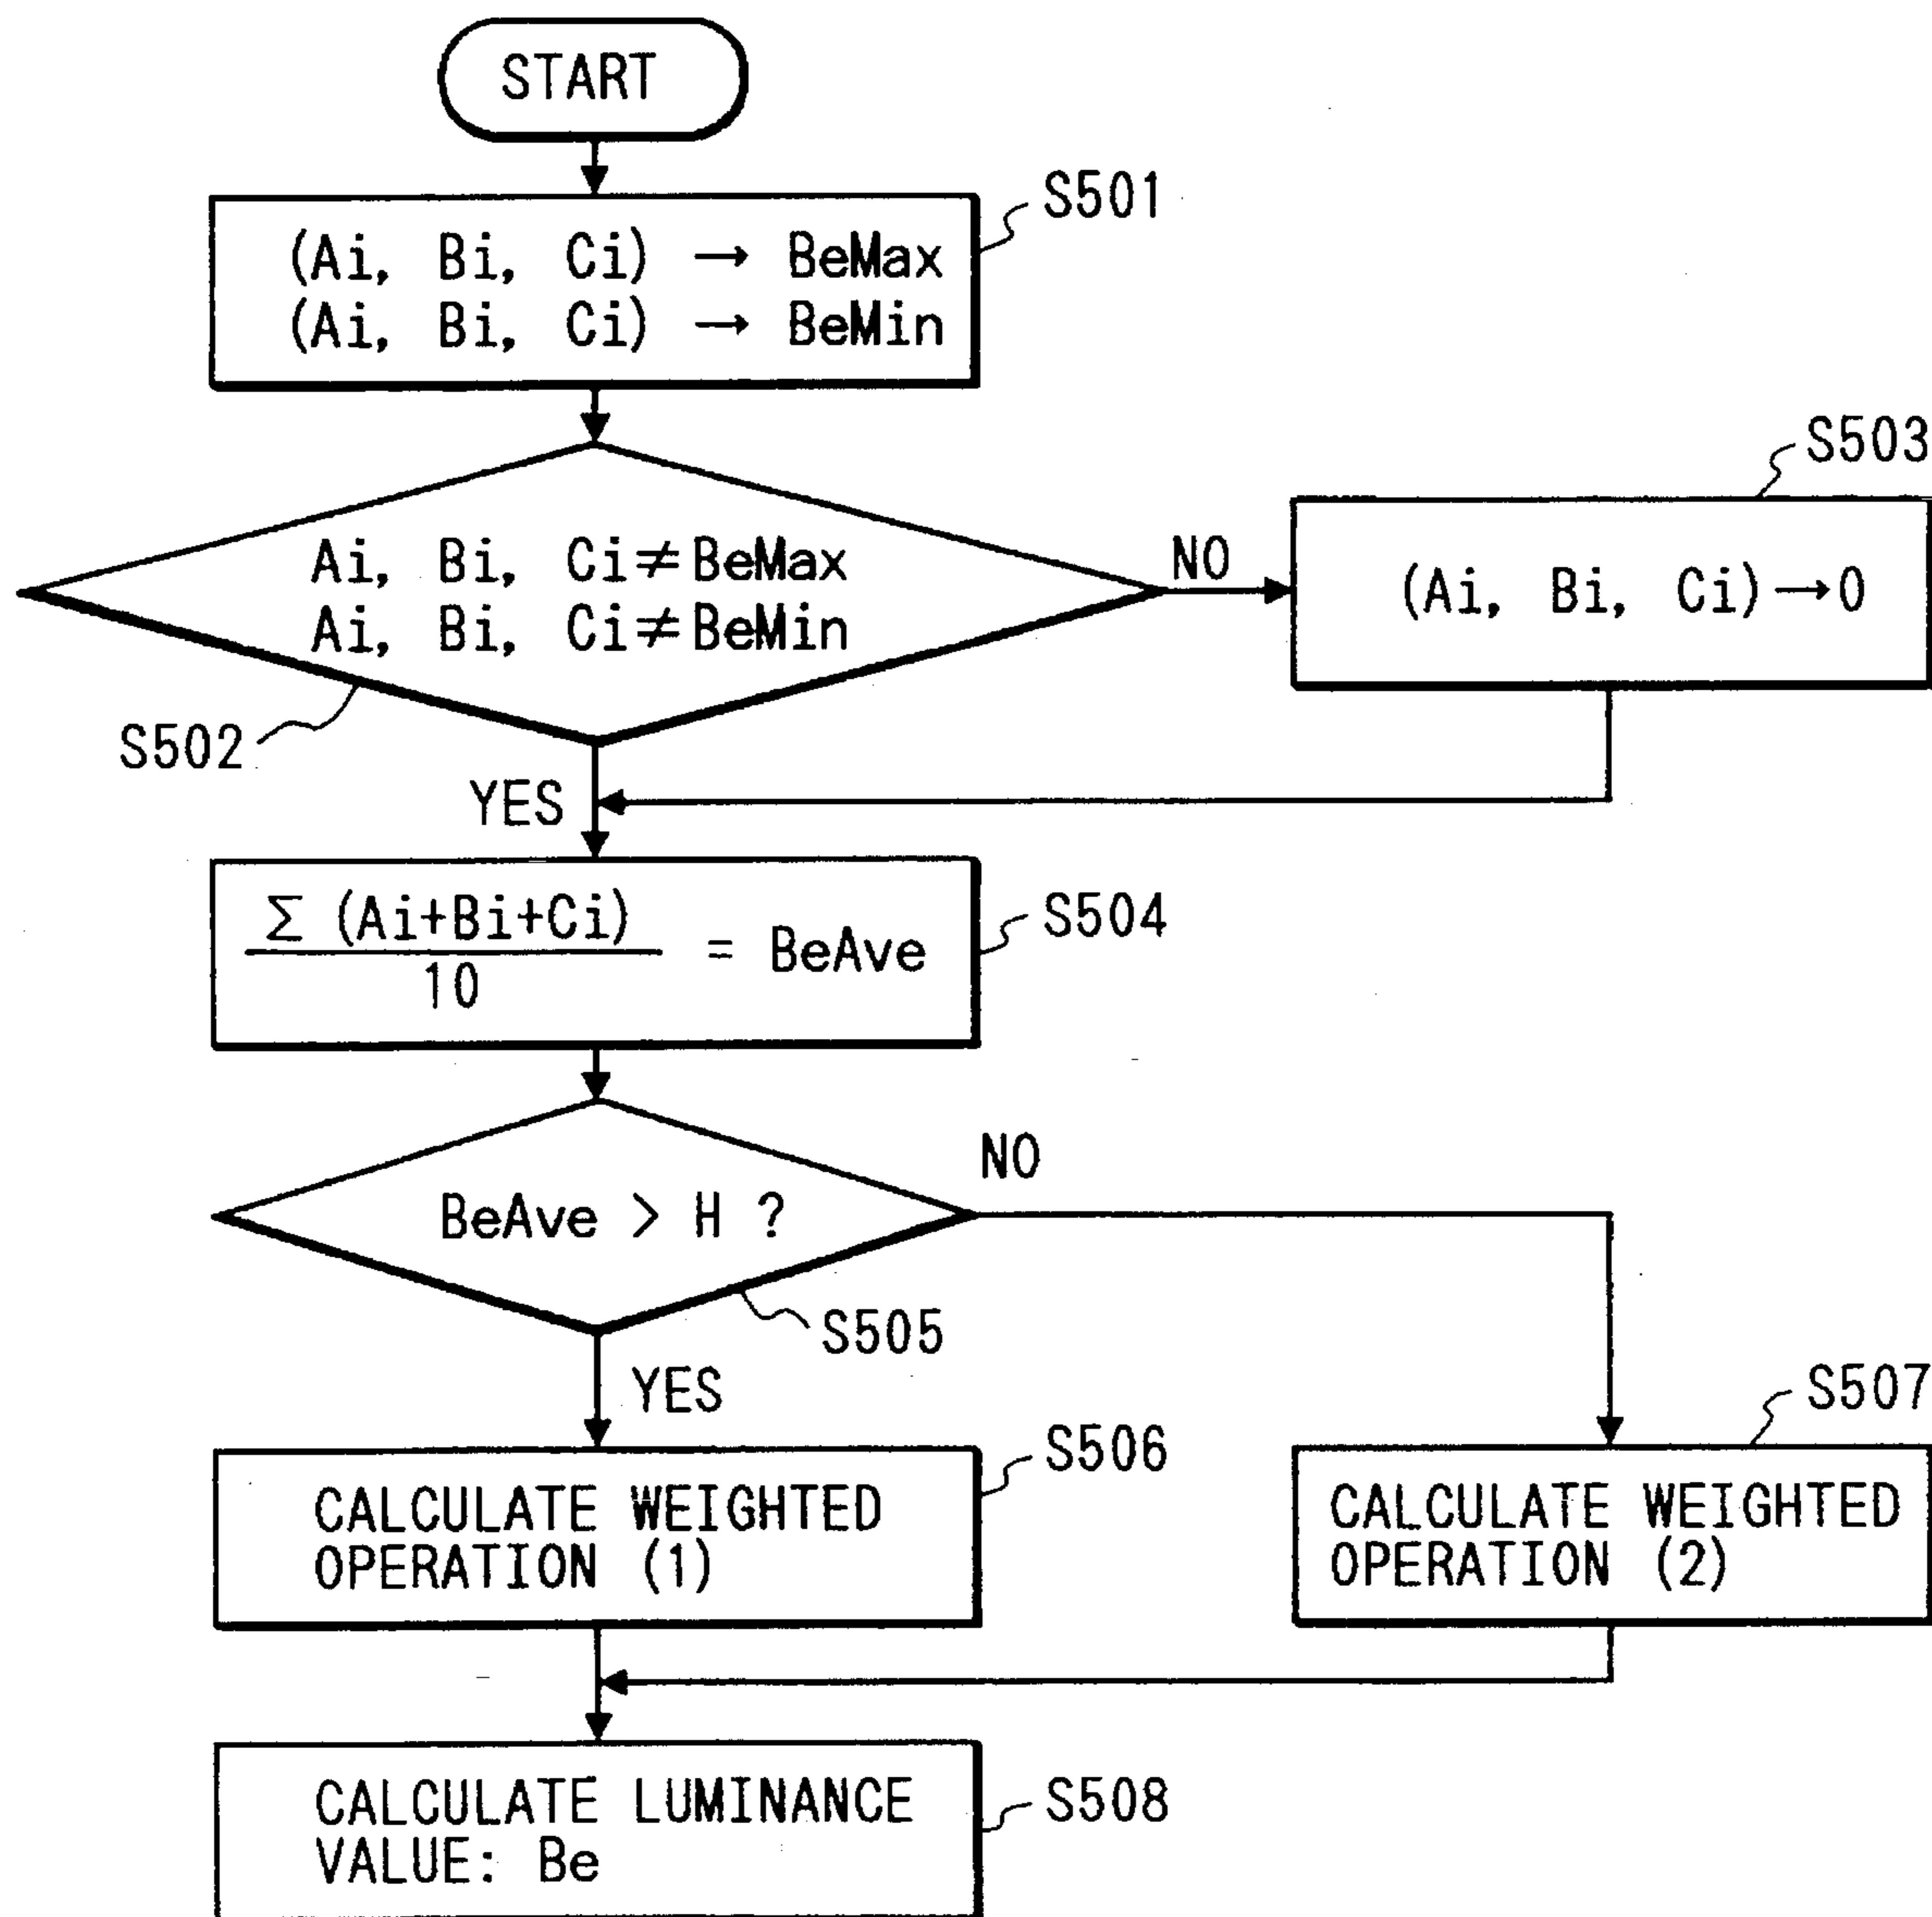 START
S501
(Ai, Bi, Ci) → BeMax
(Ai, Bi, Ci) → BeMin
S503
Ai, Bi, Ci≠BeMax
Ai, Bi, Ci≠BeMin
NO
(Ai, Bi, Ci)→0
S502
YES
Σ (Ai+Bi+Ci)
10
= BeAve
S504
NO
BeAve > H ?
S505
YES
S506
S507
CALCULATE WEIGHTED
OPERATION (1)
CALCULATE WEIGHTED
OPERATION (2)
CALCULATE LUMINANCE
VALUE: Be
S508